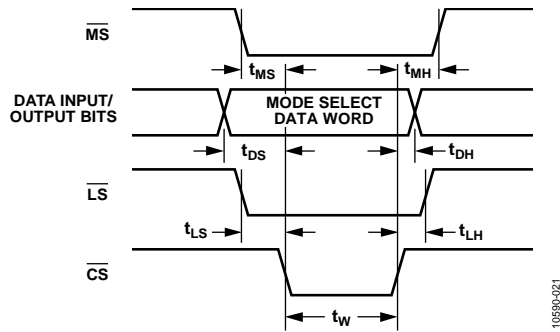 MS
tMS
tMH
DATA INPUT/
OUTPUT BITS
MODE SELECT
DATA WORD
tDS
tDH
LS
tLS
tLH
CS
tW
10590-021